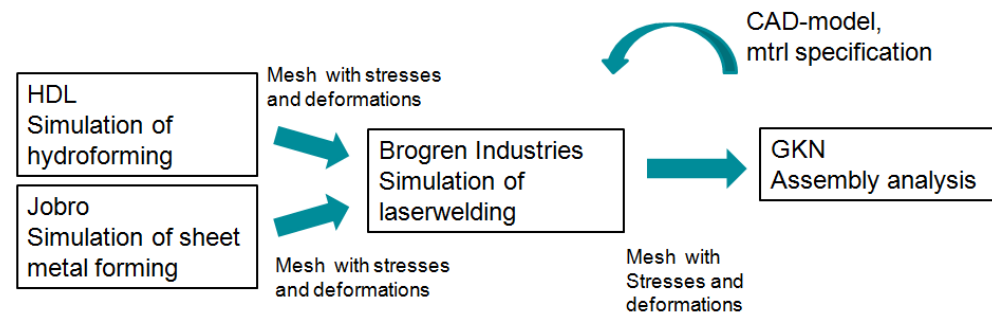 CAD-model,
mtrl specification
Mesh with stresses
and deformations
HDL
Simulation of
hydroforming
Brogren Industries
Simulation of
laserwelding
GKN
Assembly analysis
Jobro
Simulation of sheet
metal forming
Mesh with stresses
and deformations
Mesh with
Stresses and
deformations